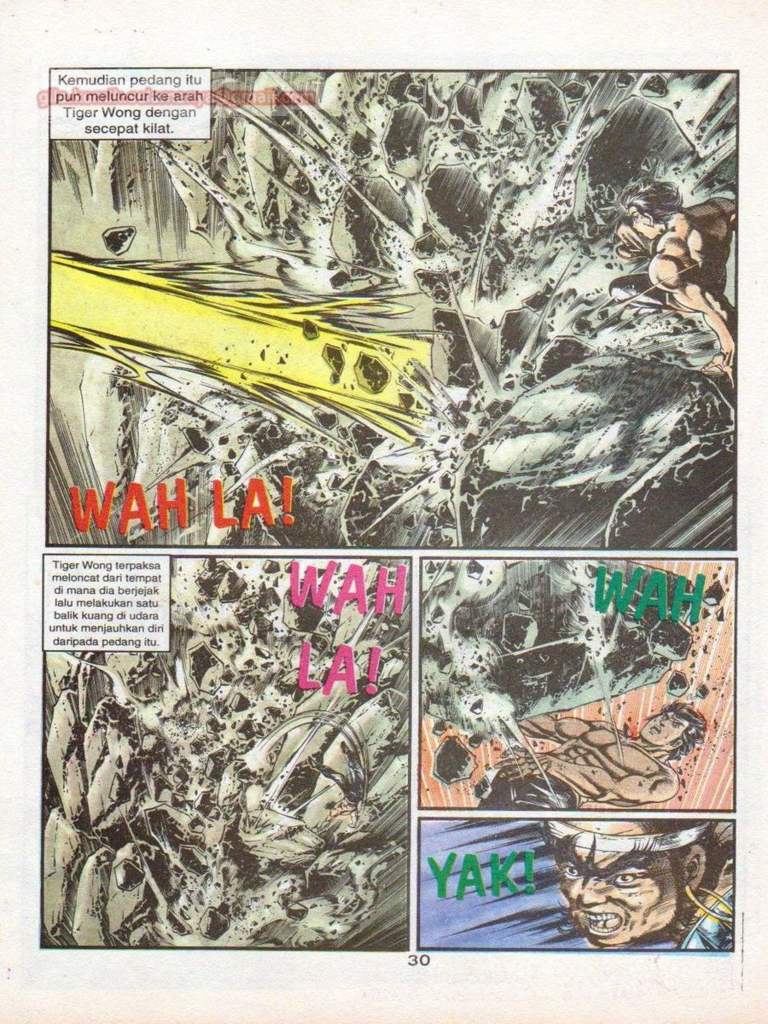 Kemudian pedang itu
pun meluncur ke arah
Tiger Wong dengan
secepat kilat.
WAH LA!
Tiger Wong terpaksa
meloncat dari tempat
di mana dia berjejak
lalu melakukan satu
balik kuang di udara
untuk menjauhkan diri
daripada pedang itu.
WAH
LA!
WAH
YAK!
30